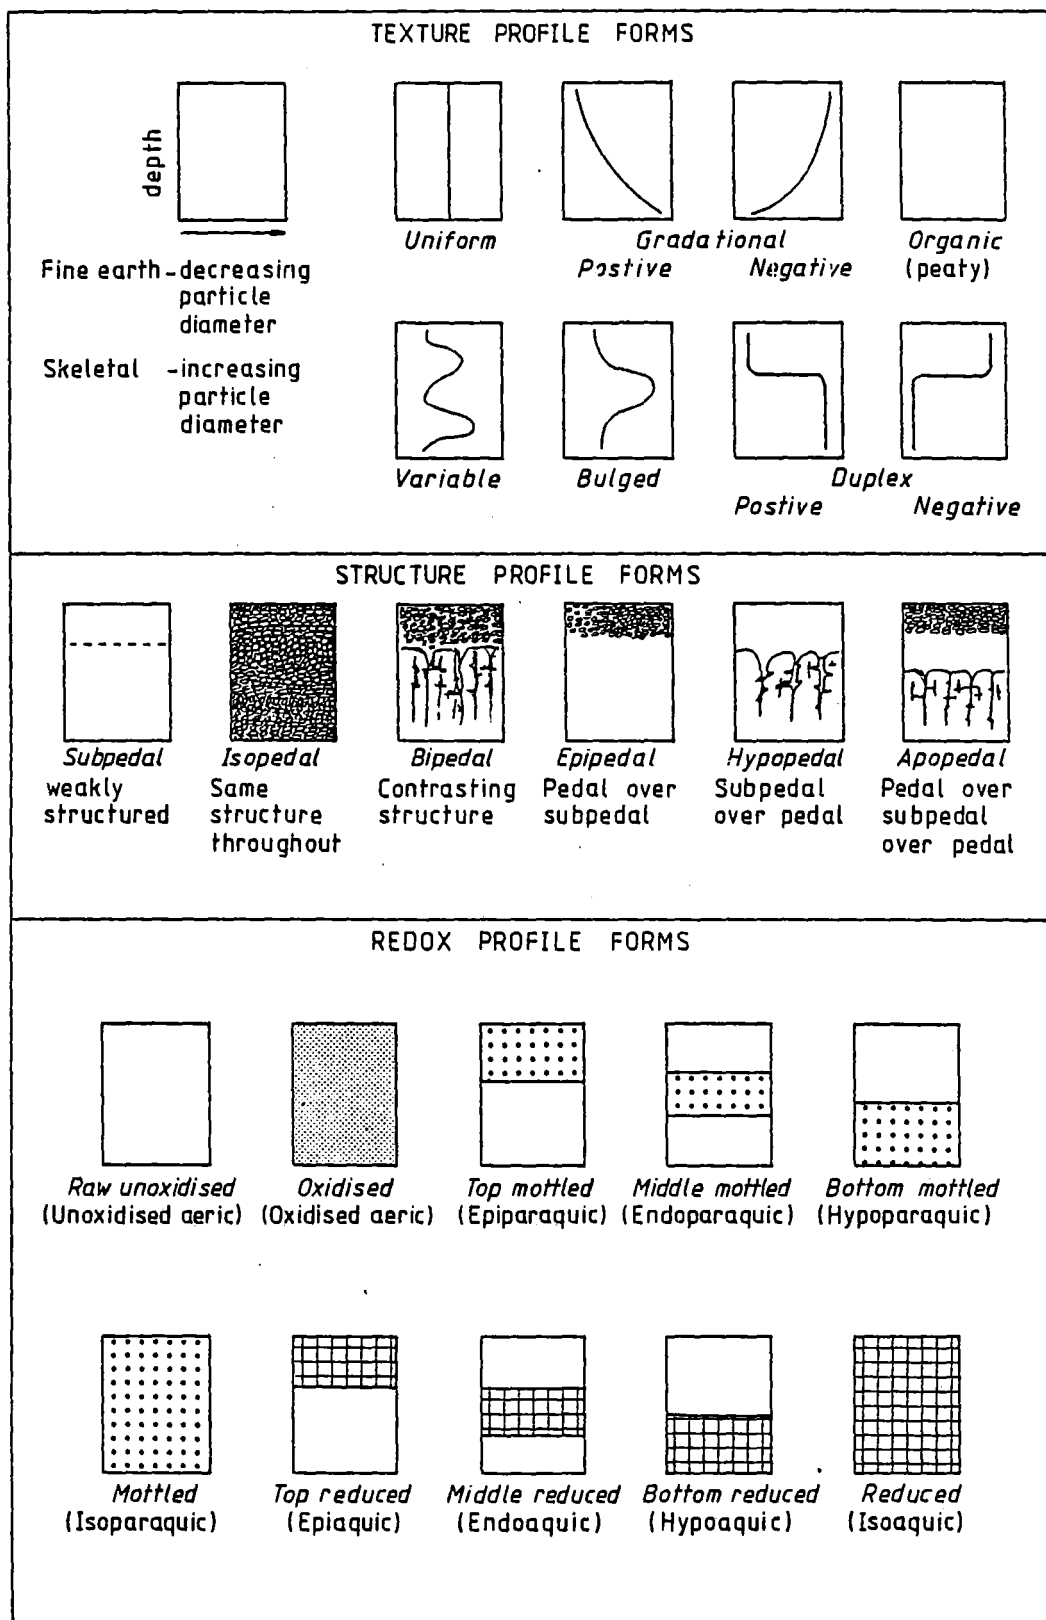 TEXTURE PROFILE FORMS
depth
Fine earth - decreasing
particle
diameter
Skeletal - increasing
particle
diameter
Uniform
Gradational
Postive Negative
Organic
(peaty)
Variable
Bulged
Duplex
Postive Negative
STRUCTURE PROFILE FORMS
Subpedal
weakly
structured
Isopedal
Same
structure
throughout
Bipedal
Contrasting
structure
Epipedal
Pedal over
subpedal
Hypopedal
Subpedal
over pedal
Apopedal
Pedal over
subpedal
over pedal
REDOX PROFILE FORMS
Raw unoxidised
(Unoxidised aeric)
Oxidised
(Oxidised aeric)
Top mottled
(Epiparaquic)
Middle mottled
(Endoparaquic)
Bottom mottled
(Hypoparaquic)
Mottled
(Isoparaquic)
Top reduced
(Epiaquic)
Middle reduced
(Endoaquic)
Bottom reduced
(Hypoaquic)
Reduced
(Isoaquic)